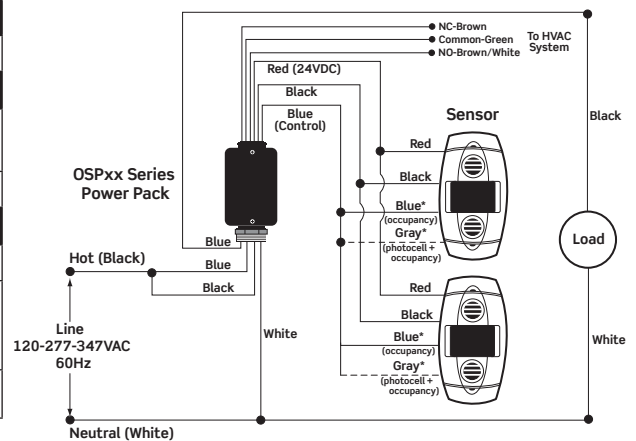 NC-Brown
Common-Green
NO-Brown/White
To HVAC
System
Red (24VDC)
Black
Blue
(Control)
Sensor
Black
Red
Black
Blue*
(occupancy)
Gray*
(photocell +
occupancy)
OSPxx Series
Power Pack
Load
Blue
Hot (Black)
Blue
Black
Red
Black
Blue*
(occupancy)
Gray*
(photocell +
occupancy)
Line
120-277-347VAC
60Hz
White
White
Neutral (White)